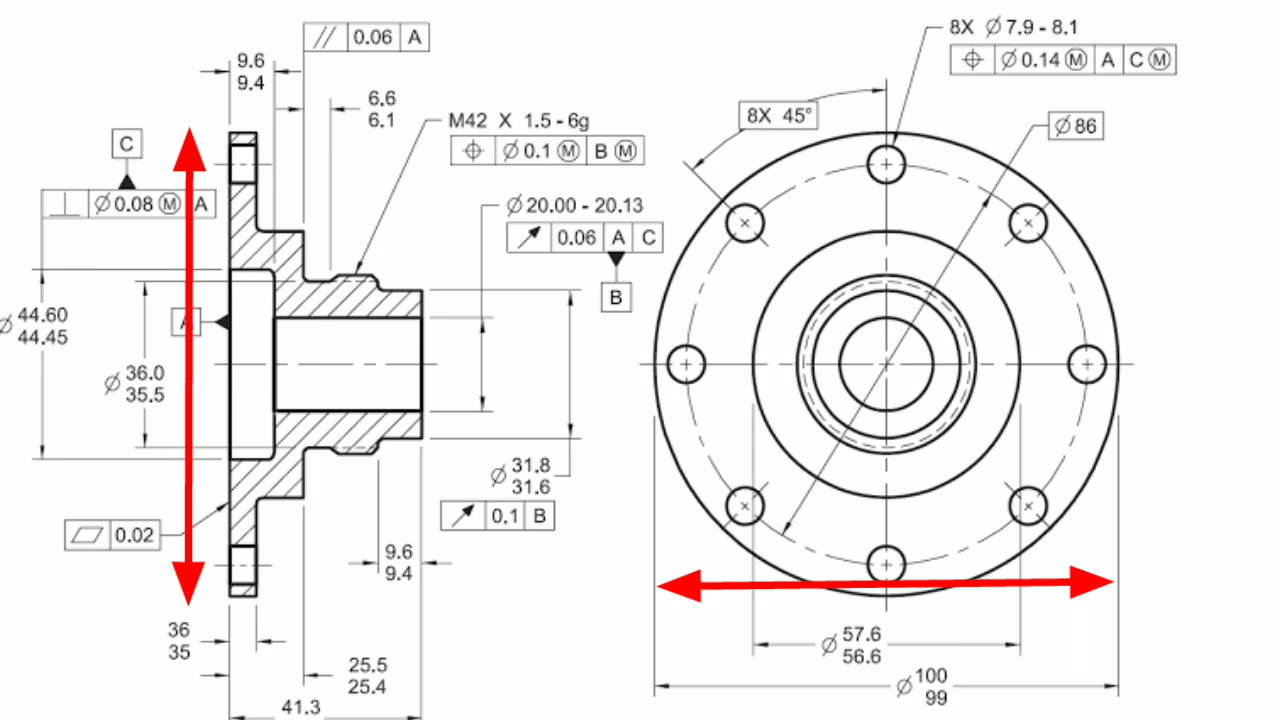 // 0.06 A
9.6
9.4
6.6
6.1
M42 X 1.5 - 6g
⌖ ∅0.1 Ⓜ B Ⓜ
C
⊥ ∅0.08 Ⓜ A
∅20.00 - 20.13
↗ 0.06 A C
B
∅44.60
44.45
A
∅36.0
35.5
∅31.8
31.6
↗ 0.1 B
⏥ 0.02
9.6
9.4
36
35
25.5
25.4
41.3
8X ∅7.9 - 8.1
⌖ ∅0.14 Ⓜ A C Ⓜ
8X 45°
∅86
∅57.6
56.6
∅100
99